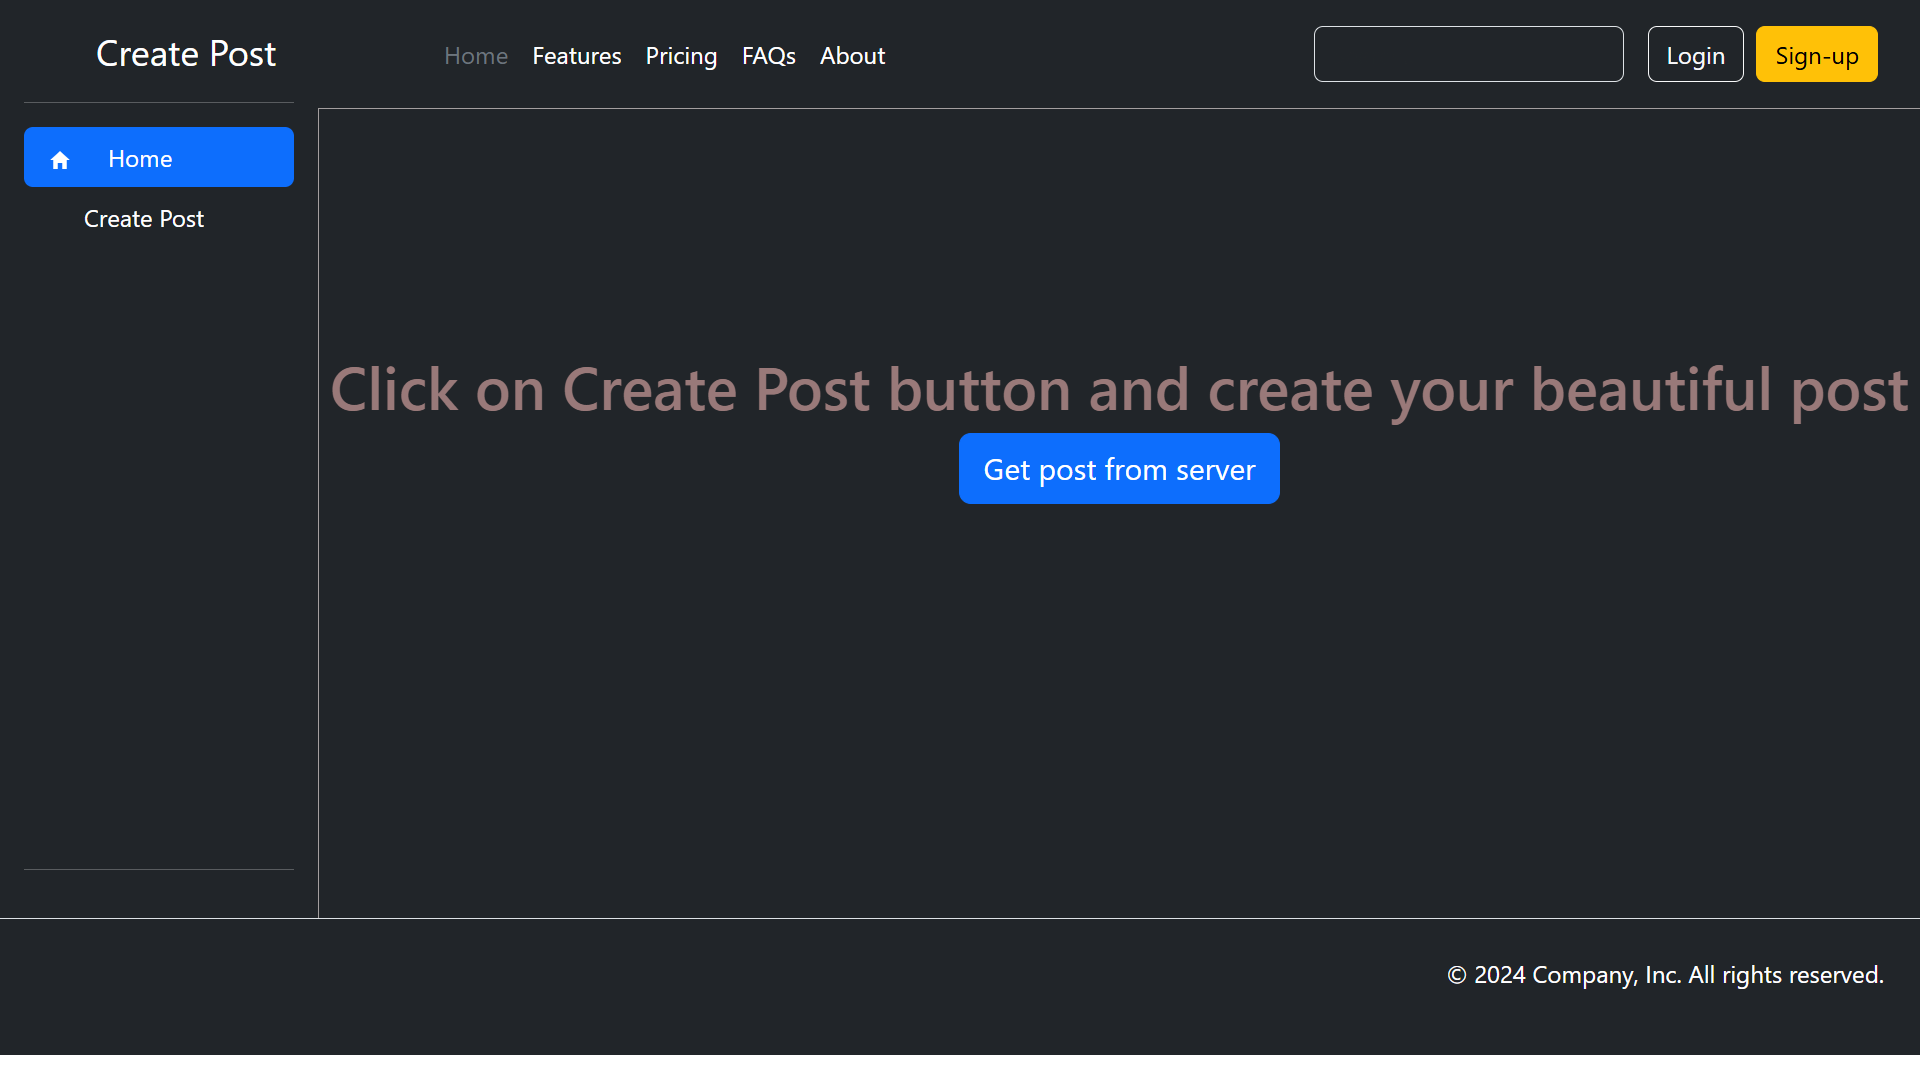 Create Post
Home Features Pricing FAQs About
Login
Sign-up
Home
Create Post
Click on Create Post button and create your beautiful post
Get post from server
© 2024 Company, Inc. All rights reserved.